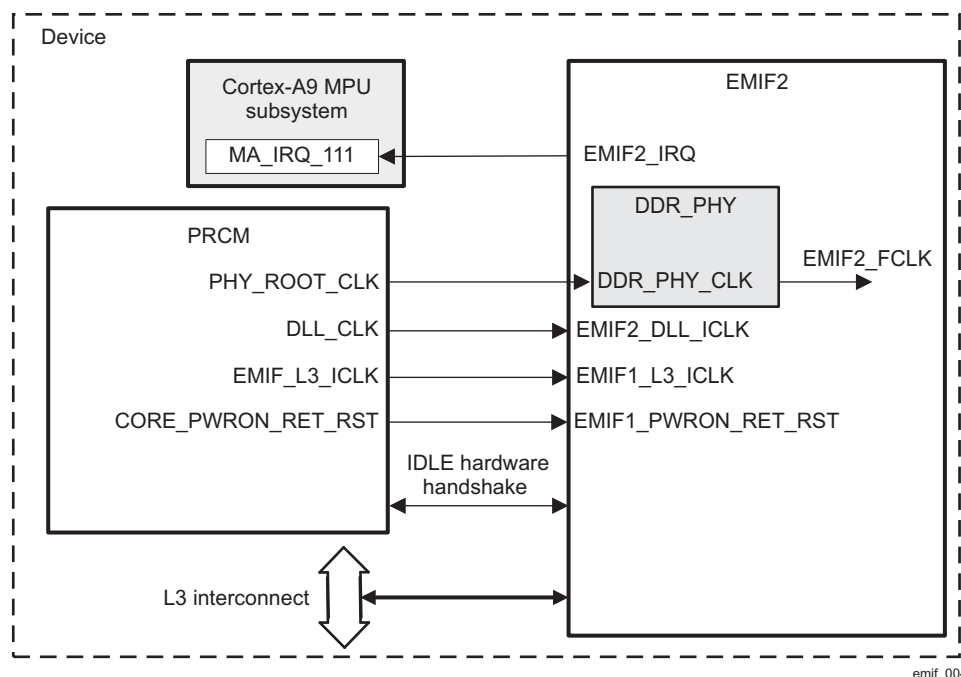 Device
Cortex-A9 MPU
subsystem
MA_IRQ_111
EMIF2
EMIF2_IRQ
DDR_PHY
PRCM
EMIF2_FCLK
PHY_ROOT_CLK
DDR_PHY_CLK
DLL_CLK
EMIF2_DLL_ICLK
EMIF_L3_ICLK
EMIF1_L3_ICLK
CORE_PWRON_RET_RST
EMIF1_PWRON_RET_RST
IDLE hardware
handshake
L3 interconnect